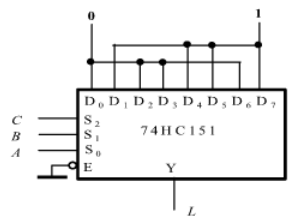 0 1
D0 D1 D2 D3 D4 D5 D6 D7
C S2
B S1 74HC151
A S0
E Y
L